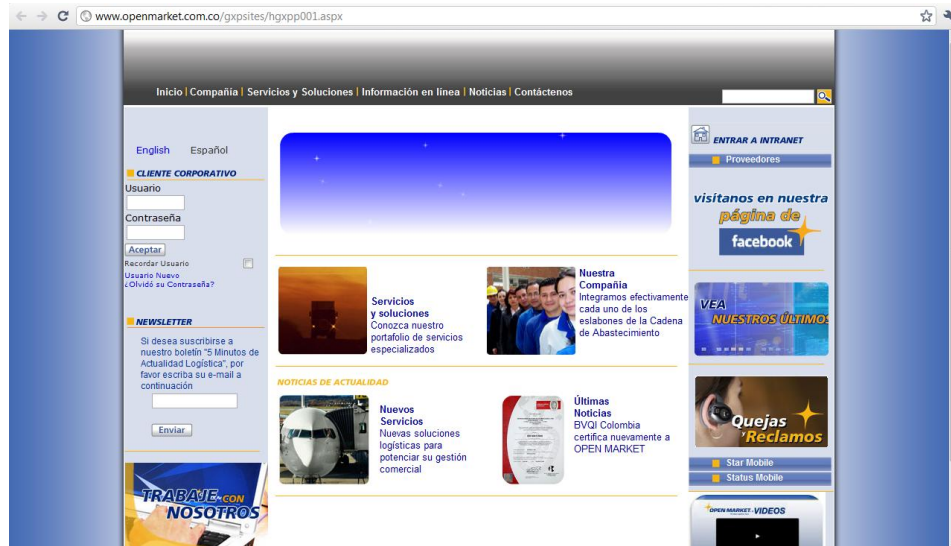 www.openmarket.com.co/gxpsites/hgxpp001.aspx
Inicio | Compañia | Servicios y Soluciones | Información en línea | Noticias | Contáctenos
English Español
CLIENTE CORPORATIVO
Usuario
Contraseña
Aceptar
Recordar Usuario
Usuario Nuevo
¿Olvidó su Contraseña?
NEWSLETTER
Si desea suscribirse a
nuestro boletín "5 Minutos de
Actualidad Logística", por
favor escriba su e-mail a
continuación
Enviar
TRABAJE CON
NOSOTROS
Servicios
y soluciones
Conozca nuestro
portafolio de servicios
especializados
Nuestra
Compañia
Integramos efectivamente
cada uno de los
eslabones de la Cadena
de Abastecimiento
NOTICIAS DE ACTUALIDAD
Nuevos
Servicios
Nuevas soluciones
logísticas para
potenciar su gestión
comercial
Últimas
Noticias
BVQI Colombia
certifica nuevamente a
OPEN MARKET
ENTRAR A INTRANET
Proveedores
visítanos en nuestra
página de
facebook
VEA
NUESTROS ÚLTIMOS
Quejas
y Reclamos
Star Mobile
Status Mobile
OPEN MARKET - VIDEOS